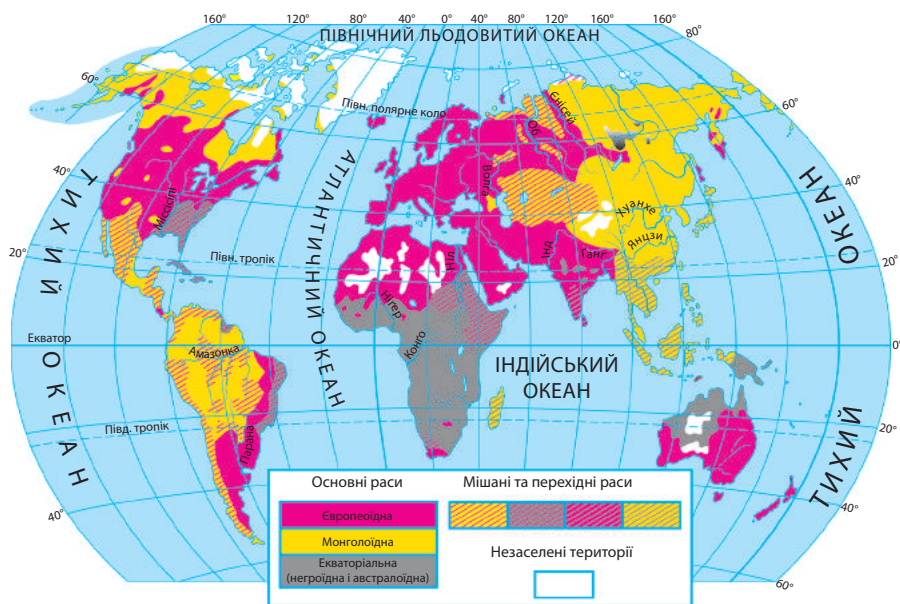 160° 120° 80° 40° 0° 40° 80° 120° 160°
ПІВНІЧНИЙ ЛЬОДОВИТИЙ ОКЕАН
80°
60°
Півн. полярне коло
Об
Єнісей
60°
40°
ТИХИЙ ОКЕАН
Міссісіпі
АТЛАНТИЧНИЙ ОКЕАН
Волга
Хуанхе
Янцзи
40°
ТИХИЙ ОКЕАН
20°
Півн. тропік
Ніл
Інд
Ганг
20°
Нігер
Екватор
Амазонка
Конго
ІНДІЙСЬКИЙ
ОКЕАН
0°
Півд. тропік
Парана
20°
40°
40°
60°
Основні раси
Європеоїдна
Монголоїдна
Екваторіальна
(негроїдна і австралоїдна)
Мішані та перехідні раси
Незаселені території